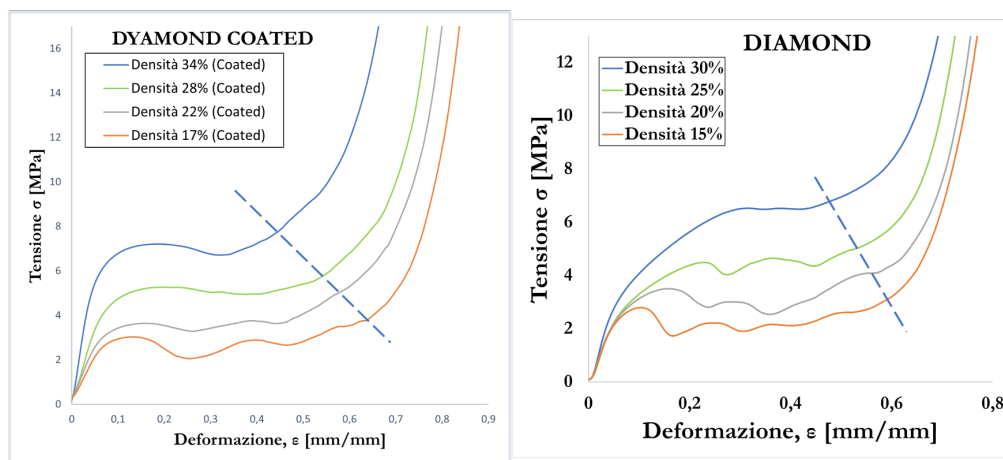 DYAMOND COATED
Densità 34% (Coated)
Densità 28% (Coated)
Densità 22% (Coated)
Densità 17% (Coated)
Tensione σ [MPa]
16
14
12
10
8
6
4
2
0
0
0,1
0,2
0,3
0,4
0,5
0,6
0,7
0,8
0,9
Deformazione, ε [mm/mm]
DIAMOND
Densità 30%
Densità 25%
Densità 20%
Densità 15%
Tensione σ [MPa]
12
10
8
6
4
2
0
0
0,2
0,4
0,6
0,8
Deformazione, ε [mm/mm]